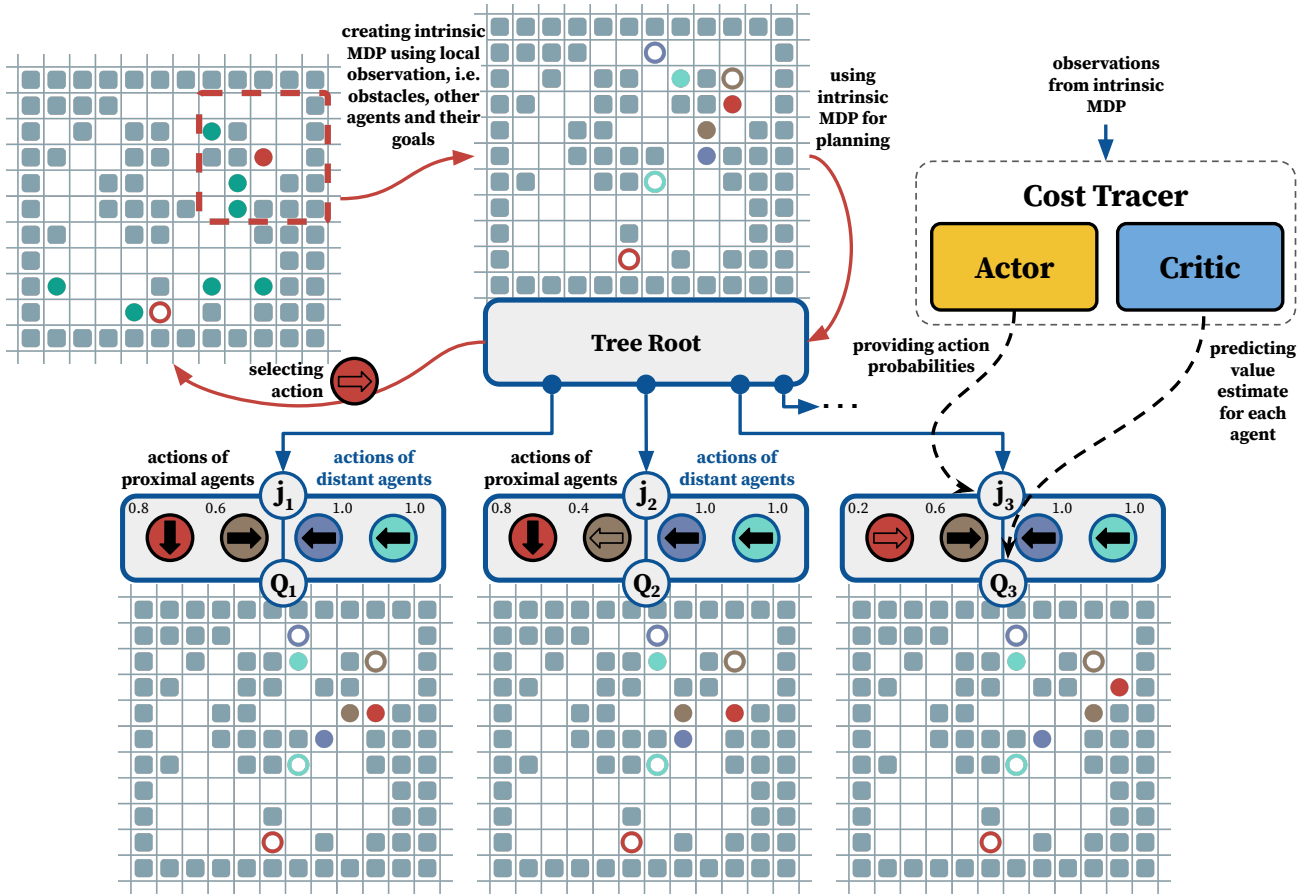 creating intrinsic
MDP using local
observation, i.e.
obstacles, other
agents and their
goals
using
intrinsic
MDP for
planning
observations
from intrinsic
MDP
Cost Tracer
Actor
Critic
Tree Root
selecting
action
providing action
probabilities
predicting
value
estimate
for each
agent
...
actions of
proximal agents
actions of
distant agents
j1
0.8 0.6 1.0 1.0
Q1
actions of
proximal agents
actions of
distant agents
j2
0.8 0.4 1.0 1.0
Q2
j3
0.2 0.6 1.0 1.0
Q3